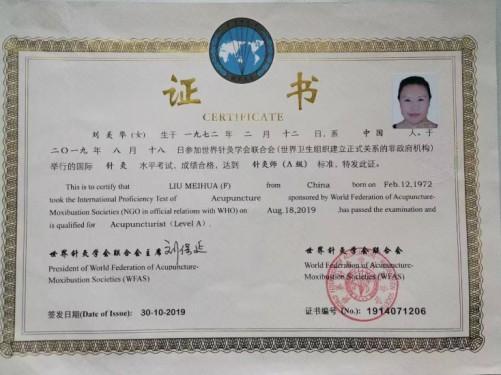 证 书
CERTIFICATE
刘美华(女) 生于 一九七二年 二月 十二日,系 中国 人。于
二〇一九年 八月 十八日参加世界针灸学会联合会(世界卫生组织建立正式关系的非政府机构)
举行的国际 针灸 水平考试,成绩合格,达到 针灸师(A级) 标准,特发此证。
This is to certify that LIU MEIHUA (F) from China born on Feb.12,1972
took the International Proficiency Test of Acupuncture sponsored by World Federation of Acupuncture-
Moxibustion Societies (NGO in official relations with WHO) on Aug.18,2019 .has passed the examination and
is qualified for Acupuncturist (Level A).
世界针灸学会联合会主席 刘保延
President of World Federation of Acupuncture-
Moxibustion Societies (WFAS)
世界针灸学会联合会
World Federation of Acupuncture-
Moxibustion Societies (WFAS)
签发日期(Date of Issue): 30-10-2019
证书编号 (No.): 1914071206